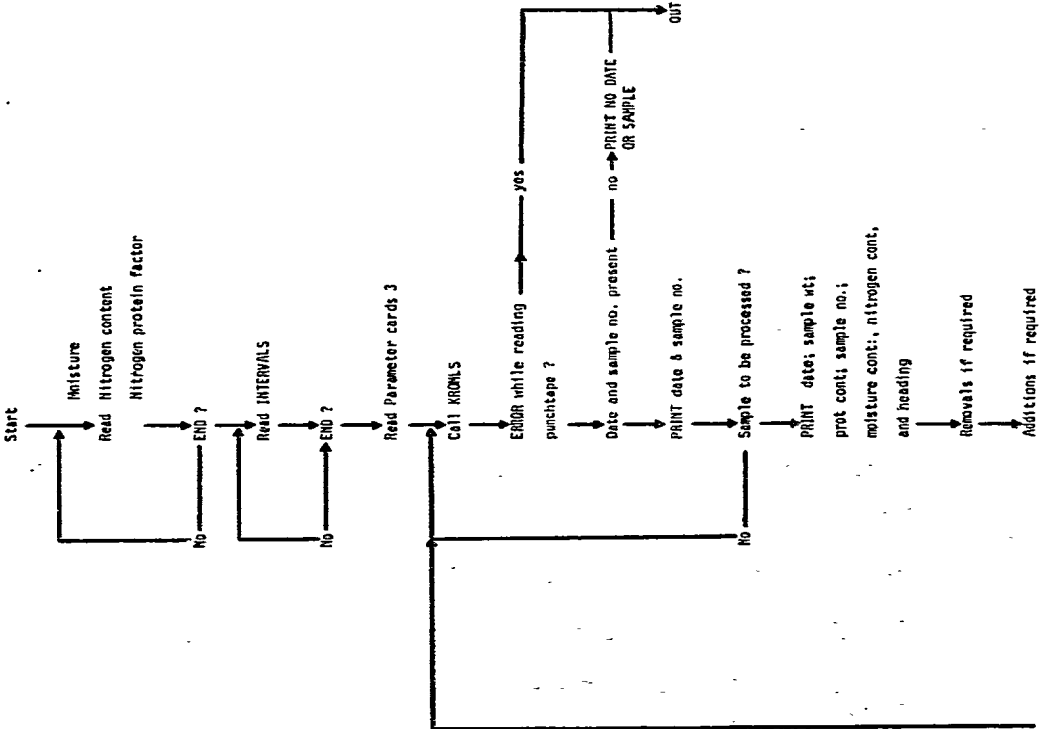 Start
Moisture
Read Nitrogen content
Nitrogen protein factor
No END ?
Read INTERVALS
No END ?
Read Parameter cards 3
Call KROMLS
ERROR while reading yes
punchtape ?
Date and sample no. present no PRINT NO DATE
OR SAMPLE
OUT
PRINT date & sample no.
No Sample to be processed ?
PRINT date; sample wt;
prot cont; sample no.;
moisture cont:, nitrogen cont,
and heading
Removals if required
Additions if required